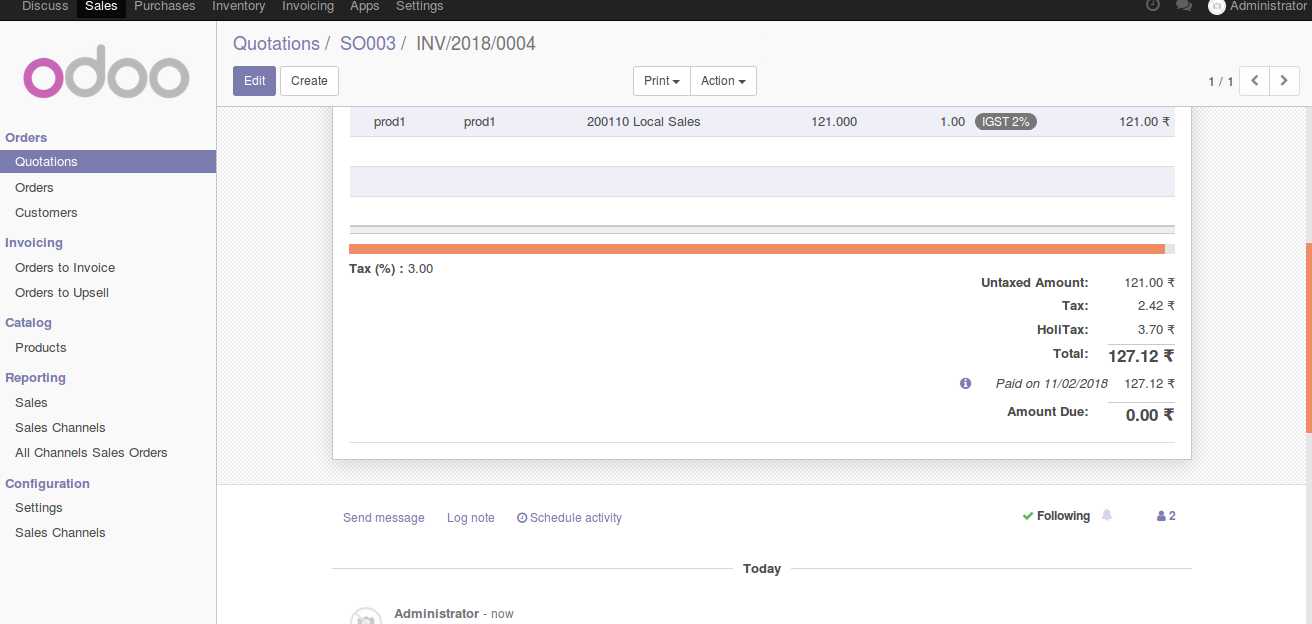 Discuss Sales Purchases Inventory Invoicing Apps Settings Administrator
odoo
Quotations / SO003 / INV/2018/0004
Edit Create Print Action 1 / 1
Orders
Quotations
Orders
Customers
Invoicing
Orders to Invoice
Orders to Upsell
Catalog
Products
Reporting
Sales
Sales Channels
All Channels Sales Orders
Configuration
Settings
Sales Channels
prod1 prod1 200110 Local Sales 121.000 1.00 IGST 2% 121.00 ₹
Tax (%) : 3.00
Untaxed Amount: 121.00 ₹
Tax: 2.42 ₹
HoliTax: 3.70 ₹
Total: 127.12 ₹
Paid on 11/02/2018 127.12 ₹
Amount Due: 0.00 ₹
Send message Log note Schedule activity Following 2
Today
Administrator - now